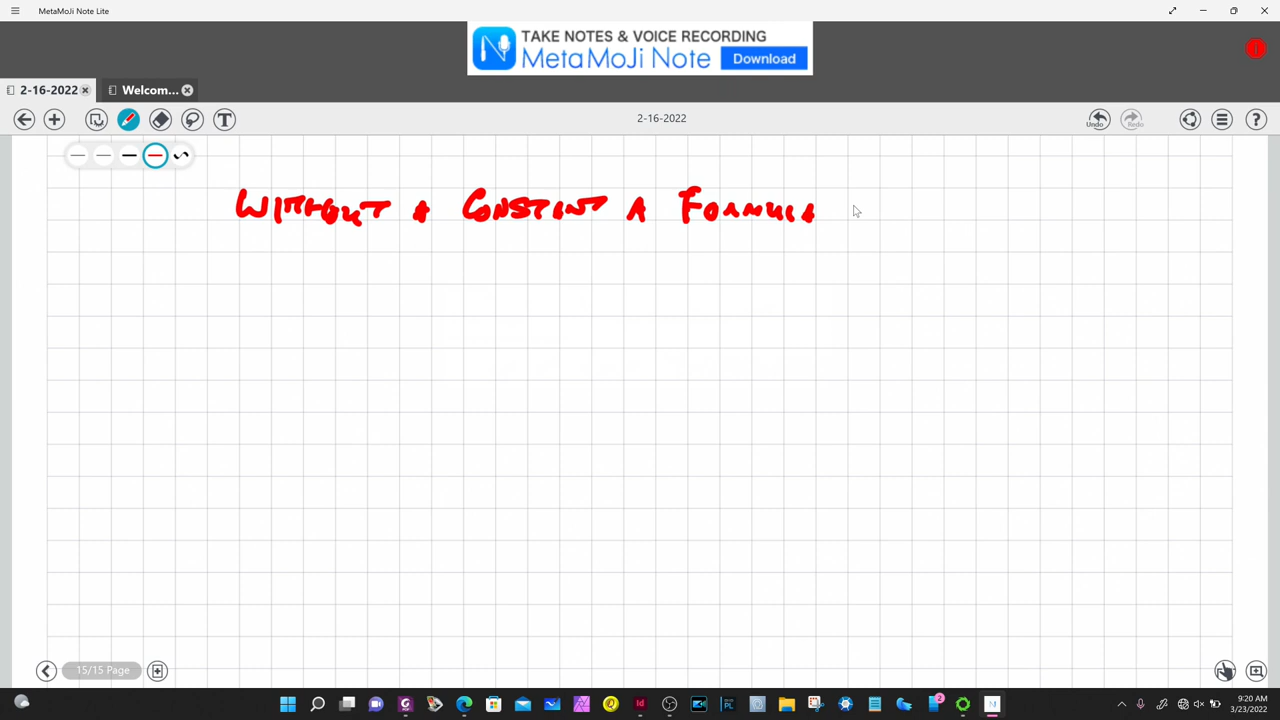 MetaMoJi Note Lite
TAKE NOTES & VOICE RECORDING
MetaMoJi Note Download
2-16-2022 Welcom...
T 2-16-2022 Undo Redo
WITHOUT A CONSTANT A FORMULA
15/15 Page
2
9:20 AM
3/23/2022